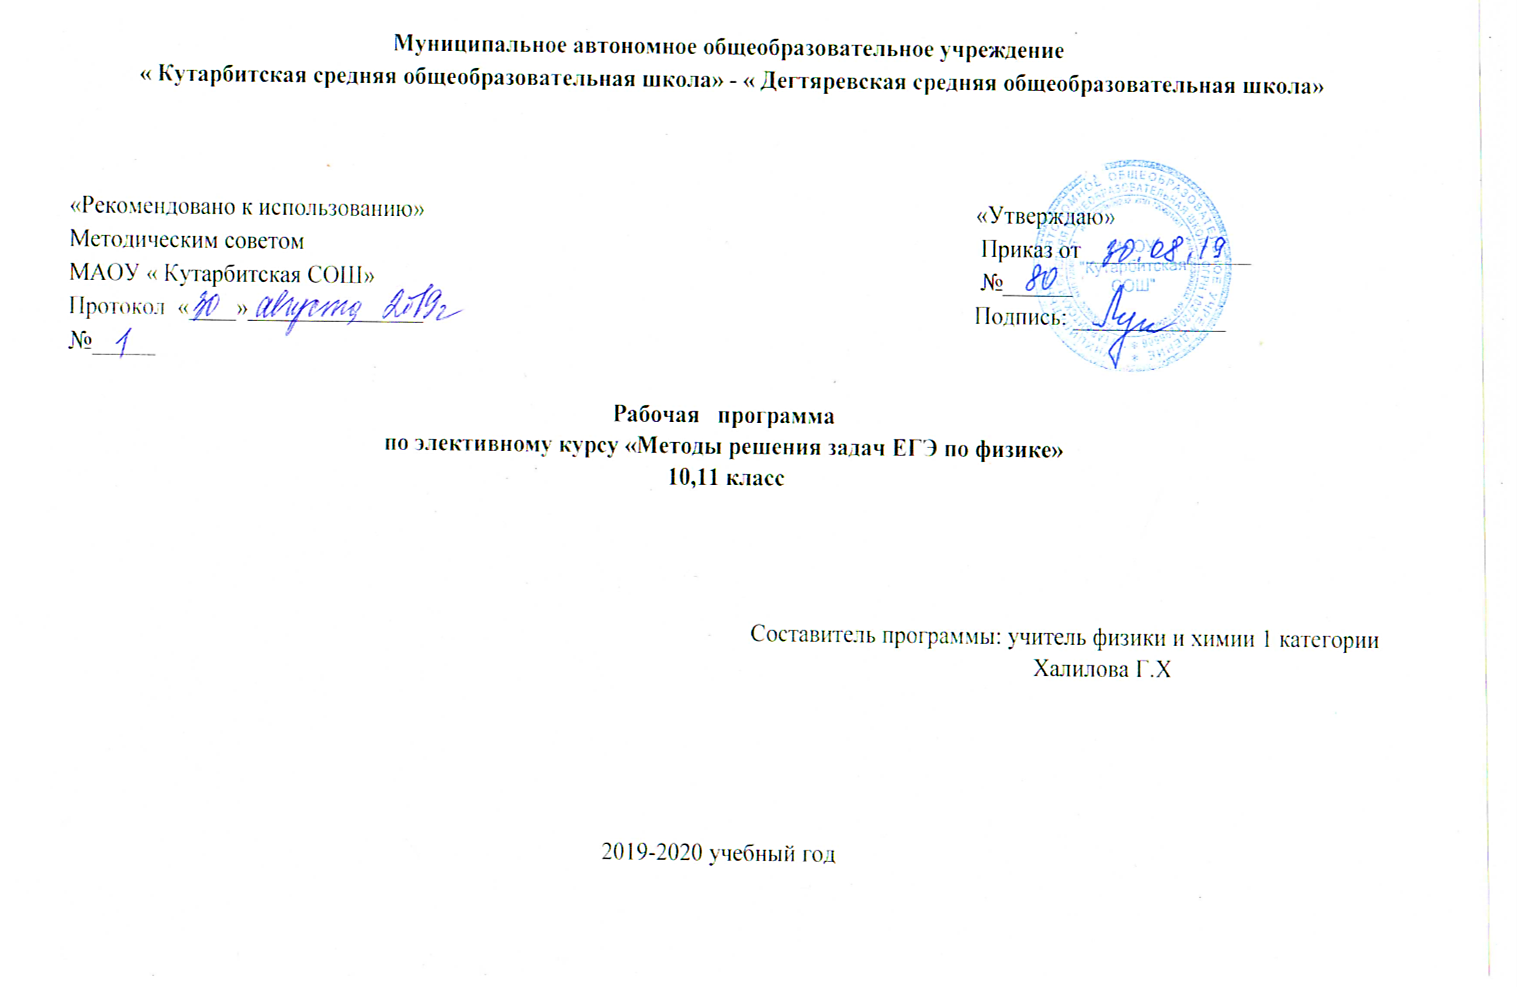 Муниципальное автономное общеобразовательное учреждение
« Кутарбитская средняя общеобразовательная школа» - « Дегтяревская средняя общеобразовательная школа»
«Рекомендовано к использованию»
Методическим советом
МАОУ « Кутарбитская СОШ»
Протокол «30» августа 2019г
№ 1
«Утверждаю»
Приказ от 30.08.19
№ 80
Подпись:
"Кутарбитская
СОШ"
Рабочая программа
по элективному курсу «Методы решения задач ЕГЭ по физике»
10,11 класс
Составитель программы: учитель физики и химии 1 категории
Халилова Г.Х
2019-2020 учебный год